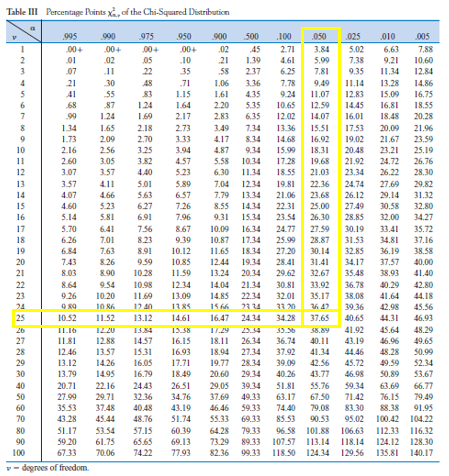 Table III Percentage Points χ²α,ν of the Chi-Squared Distribution
α
ν .995 .990 .975 .950 .900 .500 .100 .050 .025 .010 .005
1 .00+ .00+ .00+ .00+ .02 .45 2.71 3.84 5.02 6.63 7.88
2 .01 .02 .05 .10 .21 1.39 4.61 5.99 7.38 9.21 10.60
3 .07 .11 .22 .35 .58 2.37 6.25 7.81 9.35 11.34 12.84
4 .21 .30 .48 .71 1.06 3.36 7.78 9.49 11.14 13.28 14.86
5 .41 .55 .83 1.15 1.61 4.35 9.24 11.07 12.83 15.09 16.75
6 .68 .87 1.24 1.64 2.20 5.35 10.65 12.59 14.45 16.81 18.55
7 .99 1.24 1.69 2.17 2.83 6.35 12.02 14.07 16.01 18.48 20.28
8 1.34 1.65 2.18 2.73 3.49 7.34 13.36 15.51 17.53 20.09 21.96
9 1.73 2.09 2.70 3.33 4.17 8.34 14.68 16.92 19.02 21.67 23.59
10 2.16 2.56 3.25 3.94 4.87 9.34 15.99 18.31 20.48 23.21 25.19
11 2.60 3.05 3.82 4.57 5.58 10.34 17.28 19.68 21.92 24.72 26.76
12 3.07 3.57 4.40 5.23 6.30 11.34 18.55 21.03 23.34 26.22 28.30
13 3.57 4.11 5.01 5.89 7.04 12.34 19.81 22.36 24.74 27.69 29.82
14 4.07 4.66 5.63 6.57 7.79 13.34 21.06 23.68 26.12 29.14 31.32
15 4.60 5.23 6.27 7.26 8.55 14.34 22.31 25.00 27.49 30.58 32.80
16 5.14 5.81 6.91 7.96 9.31 15.34 23.54 26.30 28.85 32.00 34.27
17 5.70 6.41 7.56 8.67 10.09 16.34 24.77 27.59 30.19 33.41 35.72
18 6.26 7.01 8.23 9.39 10.87 17.34 25.99 28.87 31.53 34.81 37.16
19 6.84 7.63 8.91 10.12 11.65 18.34 27.20 30.14 32.85 36.19 38.58
20 7.43 8.26 9.59 10.85 12.44 19.34 28.41 31.41 34.17 37.57 40.00
21 8.03 8.90 10.28 11.59 13.24 20.34 29.62 32.67 35.48 38.93 41.40
22 8.64 9.54 10.98 12.34 14.04 21.34 30.81 33.92 36.78 40.29 42.80
23 9.26 10.20 11.69 13.09 14.85 22.34 32.01 35.17 38.08 41.64 44.18
24 9.89 10.86 12.40 13.85 15.66 23.34 33.20 36.42 39.36 42.98 45.56
25 10.52 11.52 13.12 14.61 16.47 24.34 34.28 37.65 40.65 44.31 46.93
26 11.16 12.20 13.84 15.38 17.29 25.34 35.56 38.89 41.92 45.64 48.29
27 11.81 12.88 14.57 16.15 18.11 26.34 36.74 40.11 43.19 46.96 49.65
28 12.46 13.57 15.31 16.93 18.94 27.34 37.92 41.34 44.46 48.28 50.99
29 13.12 14.26 16.05 17.71 19.77 28.34 39.09 42.56 45.72 49.59 52.34
30 13.79 14.95 16.79 18.49 20.60 29.34 40.26 43.77 46.98 50.89 53.67
40 20.71 22.16 24.43 26.51 29.05 39.34 51.81 55.76 59.34 63.69 66.77
50 27.99 29.71 32.36 34.76 37.69 49.33 63.17 67.50 71.42 76.15 79.49
60 35.53 37.48 40.48 43.19 46.46 59.33 74.40 79.08 83.30 88.38 91.95
70 43.28 45.44 48.76 51.74 55.33 69.33 85.53 90.53 95.02 100.42 104.22
80 51.17 53.54 57.15 60.39 64.28 79.33 96.58 101.88 106.63 112.33 116.32
90 59.20 61.75 65.65 69.13 73.29 89.33 107.57 113.14 118.14 124.12 128.30
100 67.33 70.06 74.22 77.93 82.36 99.33 118.50 124.34 129.56 135.81 140.17
ν = degrees of freedom.